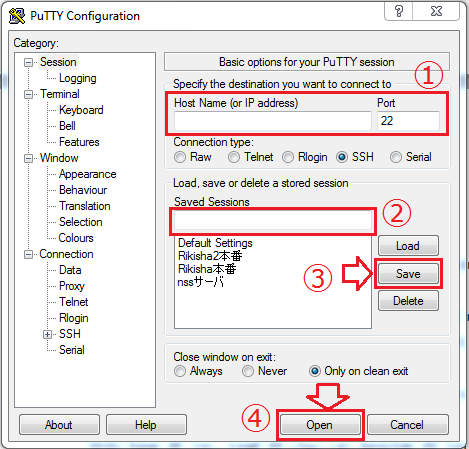 PuTTY Configuration
Category:
Session
Logging
Terminal
Keyboard
Bell
Features
Window
Appearance
Behaviour
Translation
Selection
Colours
Connection
Data
Proxy
Telnet
Rlogin
SSH
Serial
Basic options for your PuTTY session
Specify the destination you want to connect to
①
Host Name (or IP address) Port
22
Connection type:
Raw Telnet Rlogin SSH Serial
Load, save or delete a stored session
Saved Sessions
②
Default Settings
Rikisha2本番
Rikisha本番
nssサーバ
Load
③ Save
Delete
Close window on exit:
Always Never Only on clean exit
④
About Help Open Cancel